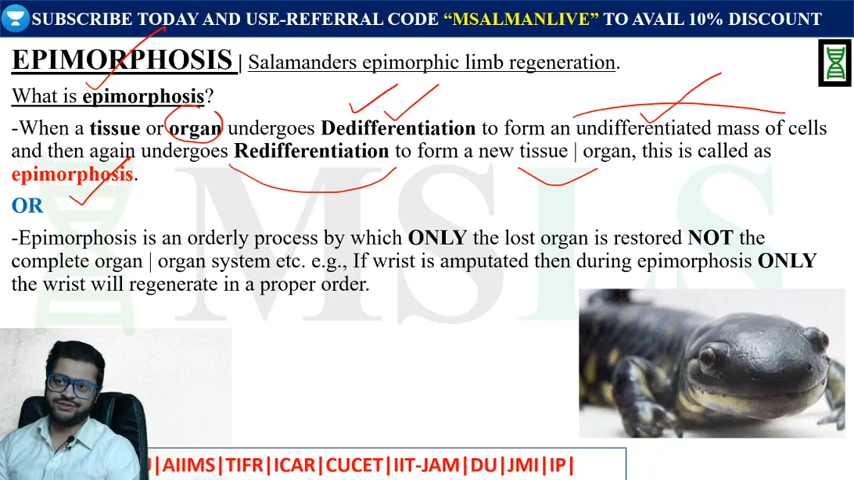 SUBSCRIBE TODAY AND USE-REFERRAL CODE “MSALMANLIVE” TO AVAIL 10% DISCOUNT
EPIMORPHOSIS | Salamanders epimorphic limb regeneration.
What is epimorphosis?
-When a tissue or organ undergoes Dedifferentiation to form an undifferentiated mass of cells
and then again undergoes Redifferentiation to form a new tissue | organ, this is called as
epimorphosis.
OR
-Epimorphosis is an orderly process by which ONLY the lost organ is restored NOT the
complete organ | organ system etc. e.g., If wrist is amputated then during epimorphosis ONLY
the wrist will regenerate in a proper order.
MSLS
|AIIMS|TIFR|ICAR|CUCET|IIT-JAM|DU|JMI|IP|